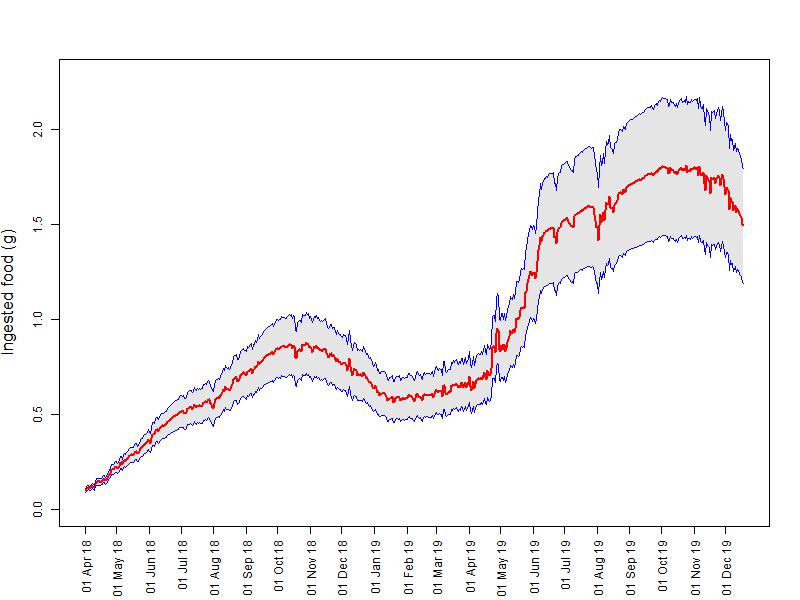 Ingested food (g)
2.0
1.5
1.0
0.5
0.0
01 Apr 18
01 May 18
01 Jun 18
01 Jul 18
01 Aug 18
01 Sep 18
01 Oct 18
01 Nov 18
01 Dec 18
01 Jan 19
01 Feb 19
01 Mar 19
01 Apr 19
01 May 19
01 Jun 19
01 Jul 19
01 Aug 19
01 Sep 19
01 Oct 19
01 Nov 19
01 Dec 19